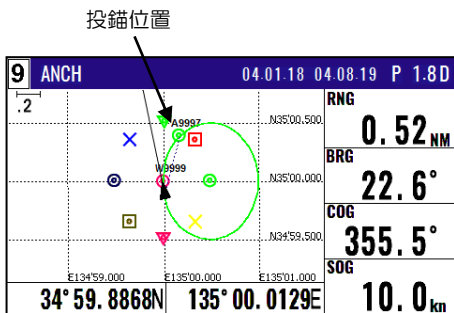 投錨位置
9 ANCH 04.01.18 04.08.19 P 1.8D
.2
A9997
N35'00.500
W9999
N35'00.000
N34'59.500
E134'59.000 E135'00.000 E135'01.000
34°59.8868N 135°00.0129E
RNG
0.52NM
BRG
22.6°
COG
355.5°
SOG
10.0kn